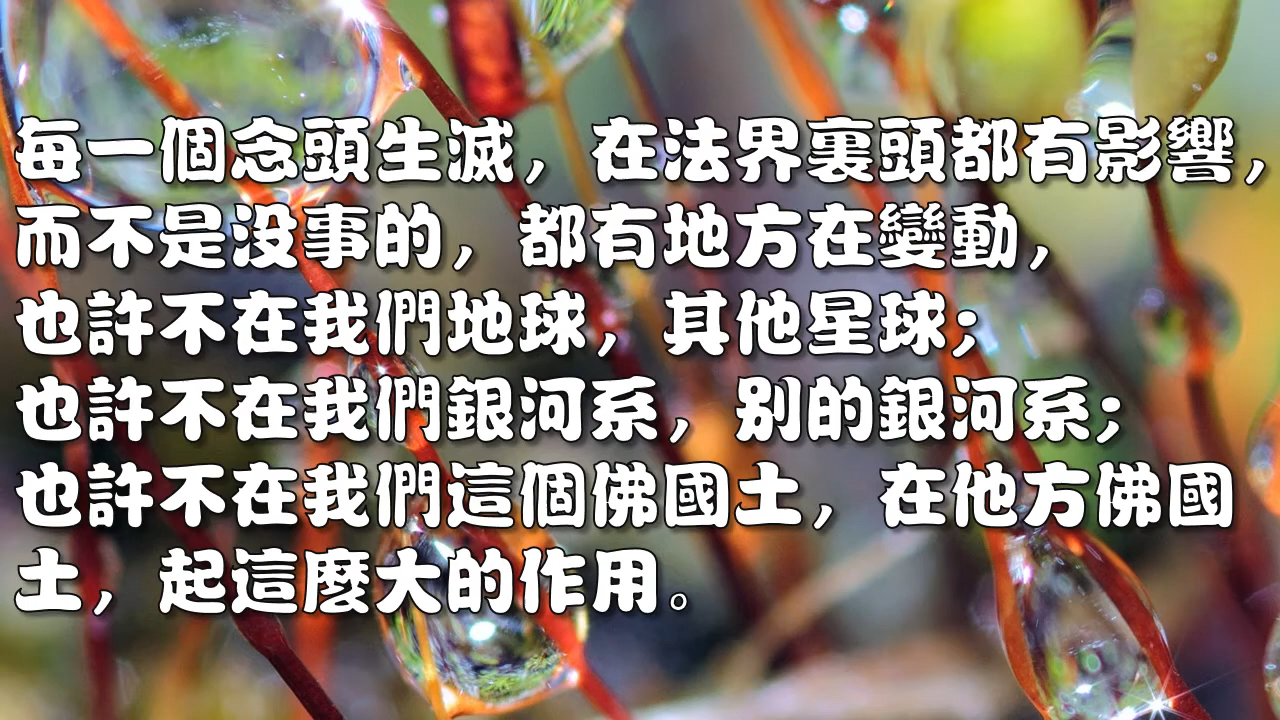 每一個念頭生滅，在法界裏頭都有影響，
而不是没事的，都有地方在變動，
也許不在我們地球，其他星球；
也許不在我們銀河系，别的銀河系；
也許不在我們這個佛國土，在他方佛國
土，起這麼大的作用。